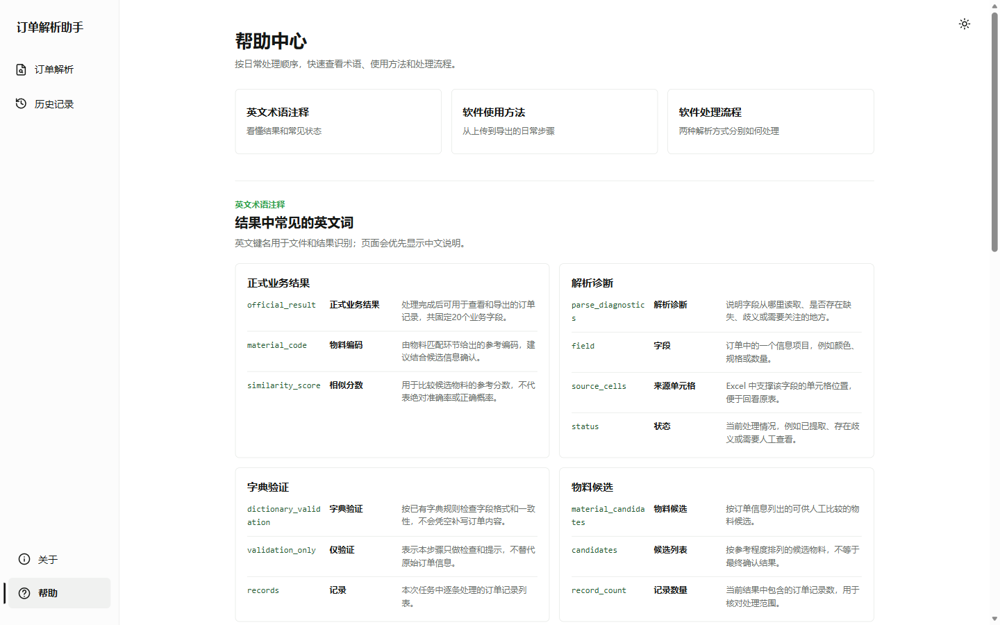 订单解析助手
订单解析
历史记录
关于
帮助
帮助中心
按日常处理顺序，快速查看术语、使用方法和处理流程。
英文术语注释
看懂结果和常见状态
软件使用方法
从上传到导出的日常步骤
软件处理流程
两种解析方式分别如何处理
英文术语注释
结果中常见的英文词
英文键名用于文件和结果识别；页面会优先显示中文说明。
正式业务结果
official_result 正式业务结果 处理完成后可用于查看和导出的订单
记录，共固定20个业务字段。
material_code 物料编码 由物料匹配环节给出的参考编码，建
议结合候选信息确认。
similarity_score 相似分数 用于比较候选物料的参考分数，不代
表绝对准确率或正确概率。
解析诊断
parse_diagnostic 解析诊断 说明字段从哪里读取、是否存在缺
s 失、歧义或需要关注的地方。
field 字段 订单中的一个信息项目，例如颜色、
规格或数量。
source_cells 来源单元格 Excel 中支撑该字段的单元格位置，
便于回看原表。
status 状态 当前处理情况，例如已提取、存在歧
义或需要人工查看。
字典验证
dictionary_valid 字典验证 按已有字典规则检查字段格式和一致
ation 性，不会凭空补写订单内容。
validation_only 仅验证 表示本步骤只做检查和提示，不替代
原始订单信息。
records 记录 本次任务中逐条处理的订单记录列
表。
物料候选
material_candida 物料候选 按订单信息列出的可供人工比较的物
tes 料候选。
candidates 候选列表 按参考程度排列的候选物料，不等于
最终确认结果。
record_count 记录数量 当前结果中包含的订单记录数，用于
核对处理范围。